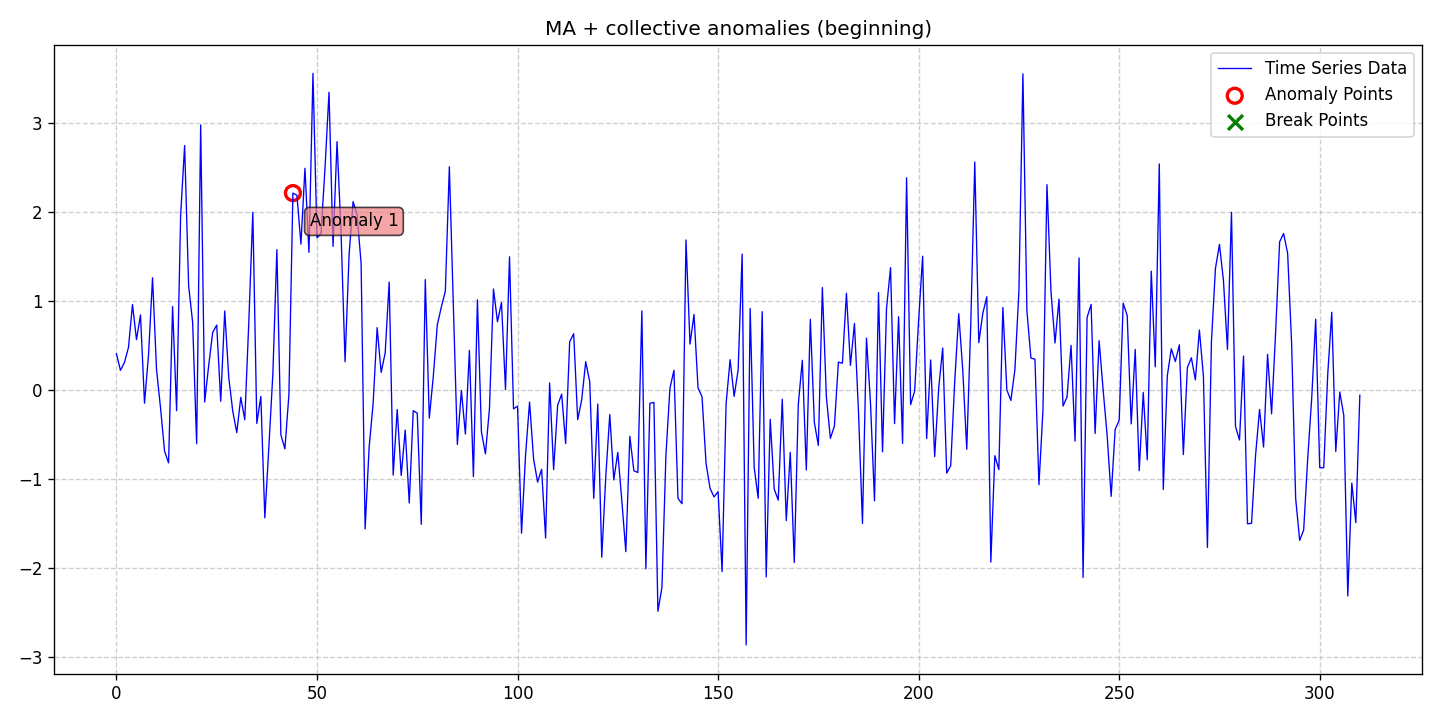 MA + collective anomalies (beginning)
Time Series Data
Anomaly Points
Break Points
Anomaly 1
3
2
1
0
−1
−2
−3
0 50 100 150 200 250 300